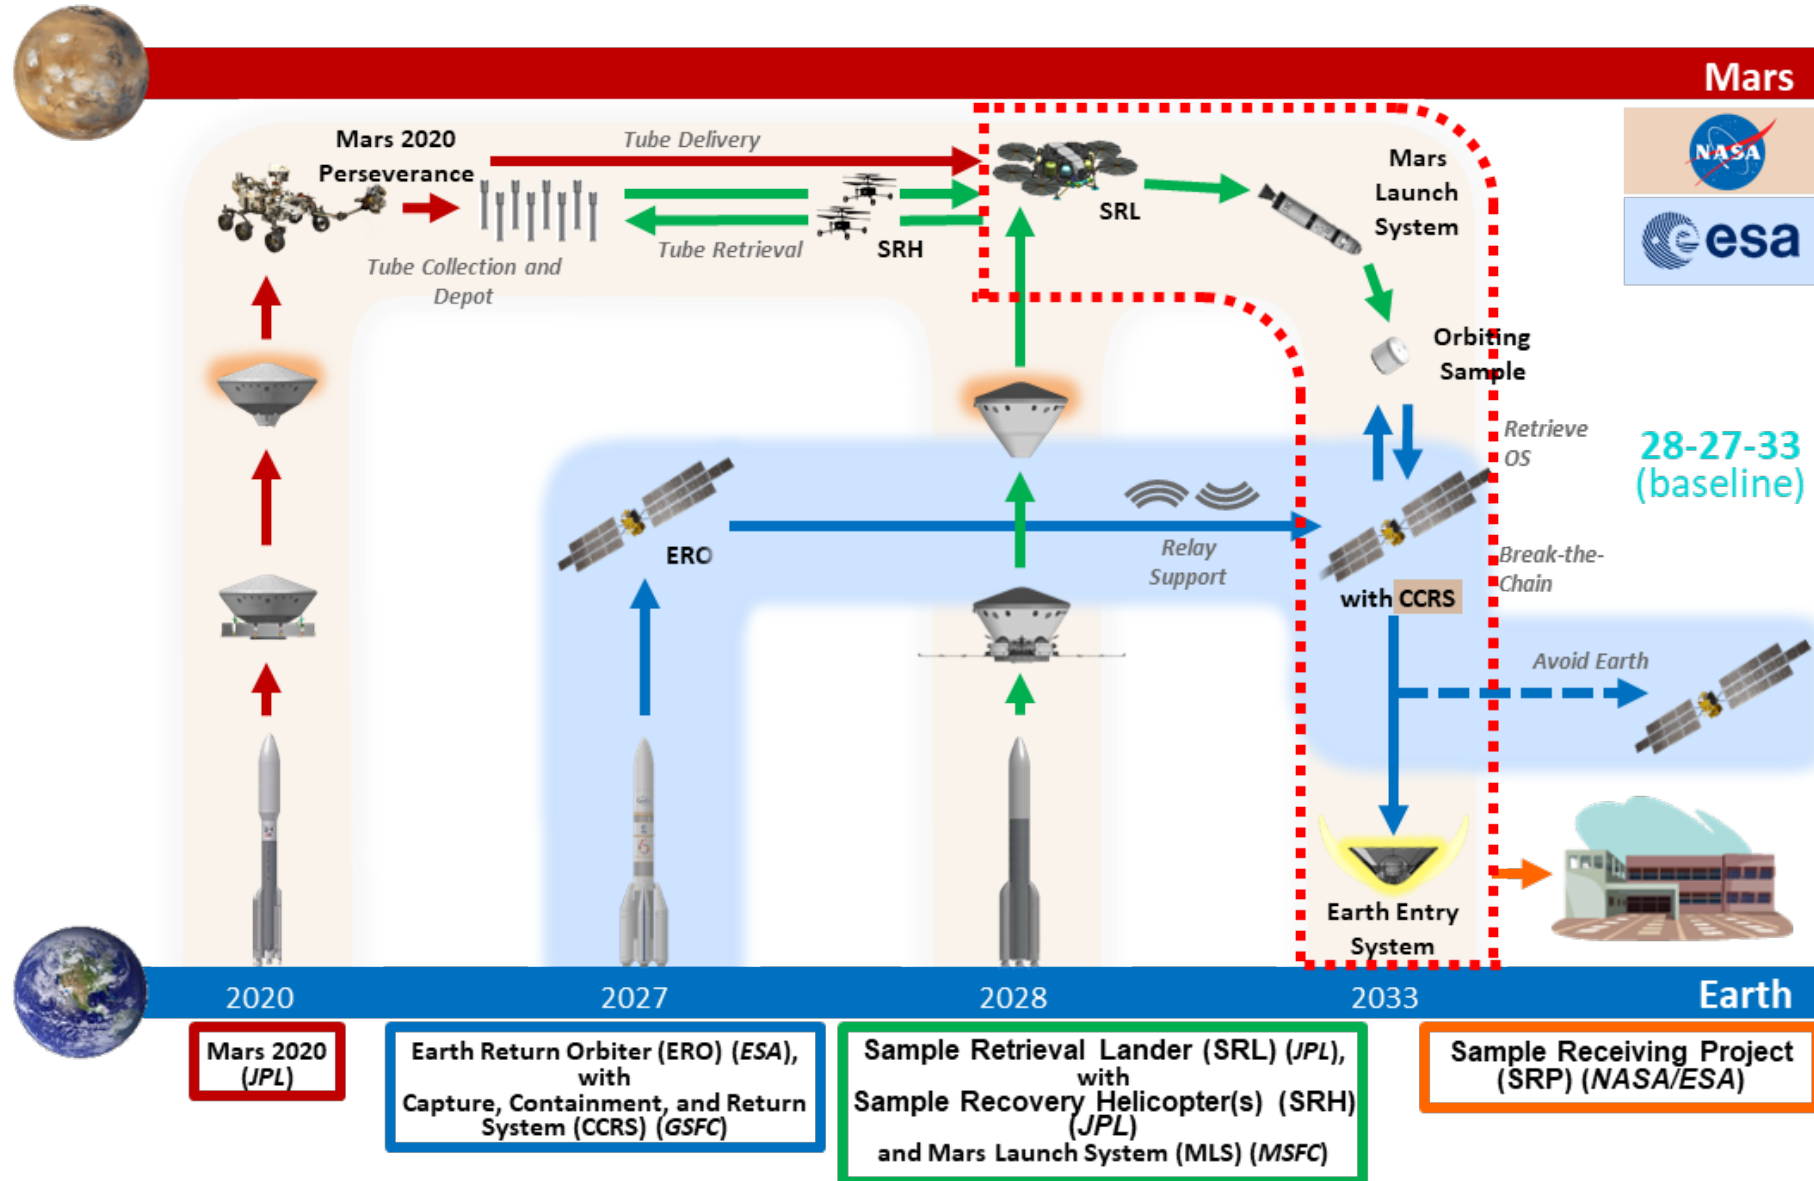 Mars
Mars 2020
Perseverance
Tube Delivery
SRH
Tube Retrieval
Tube Collection and
Depot
SRL
Mars
Launch
System
NASA
esa
Orbiting
Sample
Retrieve
OS
28-27-33
(baseline)
ERO
Relay
Support
with CCRS
Break-the-
Chain
Avoid Earth
Earth Entry
System
2020
2027
2028
2033
Earth
Mars 2020
(JPL)
Earth Return Orbiter (ERO) (ESA),
with
Capture, Containment, and Return
System (CCRS) (GSFC)
Sample Retrieval Lander (SRL) (JPL),
with
Sample Recovery Helicopter(s) (SRH)
(JPL)
and Mars Launch System (MLS) (MSFC)
Sample Receiving Project
(SRP) (NASA/ESA)